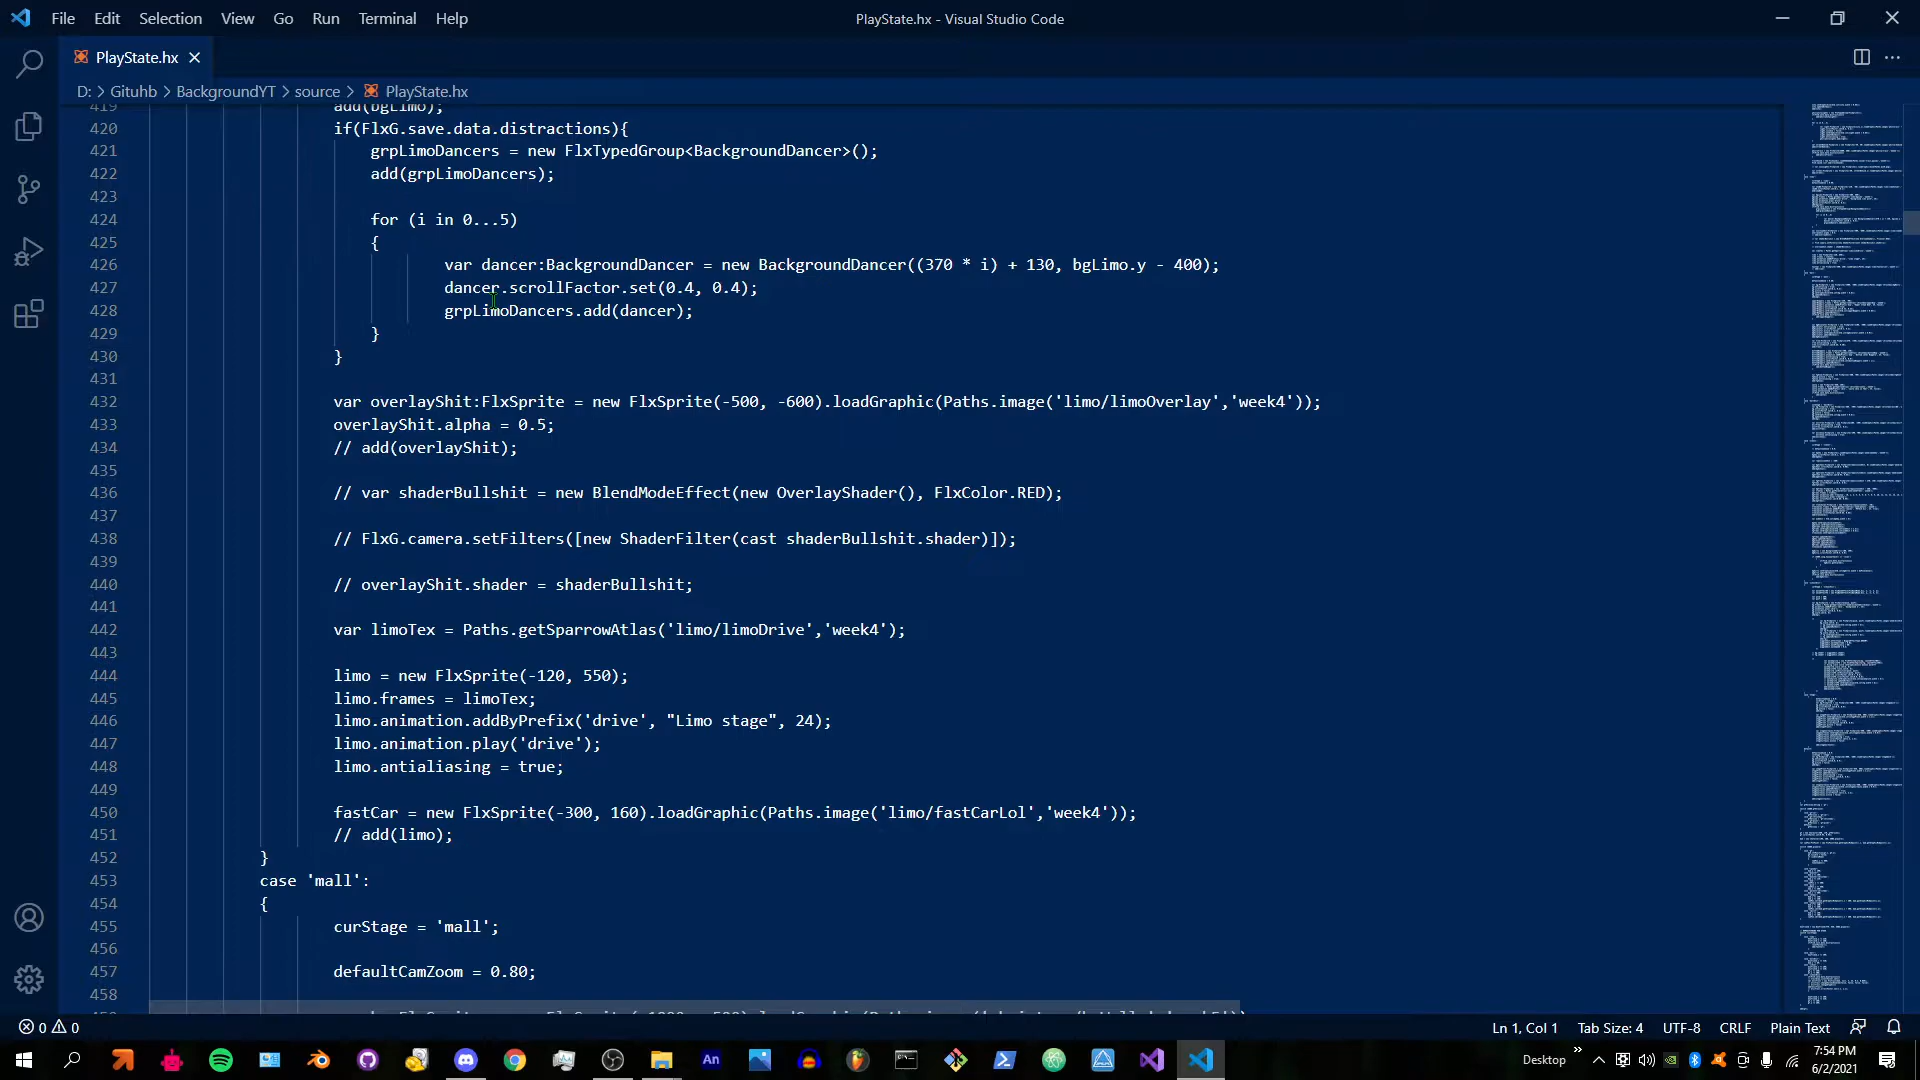 File Edit Selection View Go Run Terminal Help
PlayState.hx - Visual Studio Code
PlayState.hx
D: > Gituhb > BackgroundYT > source > PlayState.hx
419 add(bgLimo);
420 if(FlxG.save.data.distractions){
421 grpLimoDancers = new FlxTypedGroup<BackgroundDancer>();
422 add(grpLimoDancers);
423
424 for (i in 0...5)
425 {
426 var dancer:BackgroundDancer = new BackgroundDancer((370 * i) + 130, bgLimo.y - 400);
427 dancer.scrollFactor.set(0.4, 0.4);
428 grpLimoDancers.add(dancer);
429 }
430 }
431
432 var overlayShit:FlxSprite = new FlxSprite(-500, -600).loadGraphic(Paths.image('limo/limoOverlay','week4'));
433 overlayShit.alpha = 0.5;
434 // add(overlayShit);
435
436 // var shaderBullshit = new BlendModeEffect(new OverlayShader(), FlxColor.RED);
437
438 // FlxG.camera.setFilters([new ShaderFilter(cast shaderBullshit.shader)]);
439
440 // overlayShit.shader = shaderBullshit;
441
442 var limoTex = Paths.getSparrowAtlas('limo/limoDrive','week4');
443
444 limo = new FlxSprite(-120, 550);
445 limo.frames = limoTex;
446 limo.animation.addByPrefix('drive', "Limo stage", 24);
447 limo.animation.play('drive');
448 limo.antialiasing = true;
449
450 fastCar = new FlxSprite(-300, 160).loadGraphic(Paths.image('limo/fastCarLol','week4'));
451 // add(limo);
452 }
453 case 'mall':
454 {
455 curStage = 'mall';
456
457 defaultCamZoom = 0.80;
458
0 0 Ln 1, Col 1 Tab Size: 4 UTF-8 CRLF Plain Text
An
Desktop
7:54 PM
6/2/2021